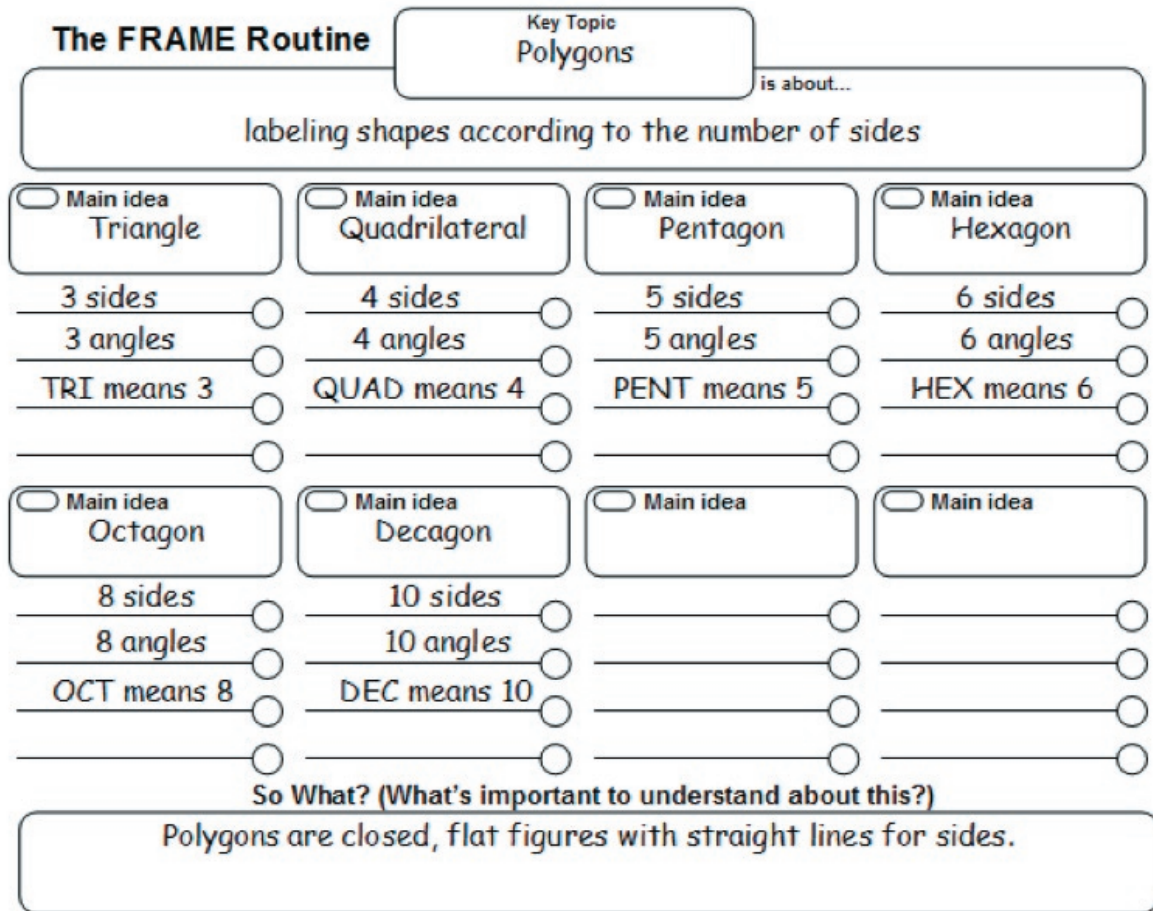 The FRAME Routine
Key Topic
Polygons
is about...
labeling shapes according to the number of sides
Main idea
Triangle
3 sides
3 angles
TRI means 3
Main idea
Quadrilateral
4 sides
4 angles
QUAD means 4
Main idea
Pentagon
5 sides
5 angles
PENT means 5
Main idea
Hexagon
6 sides
6 angles
HEX means 6
Main idea
Octagon
8 sides
8 angles
OCT means 8
Main idea
Decagon
10 sides
10 angles
DEC means 10
Main idea
Main idea
So What? (What's important to understand about this?)
Polygons are closed, flat figures with straight lines for sides.